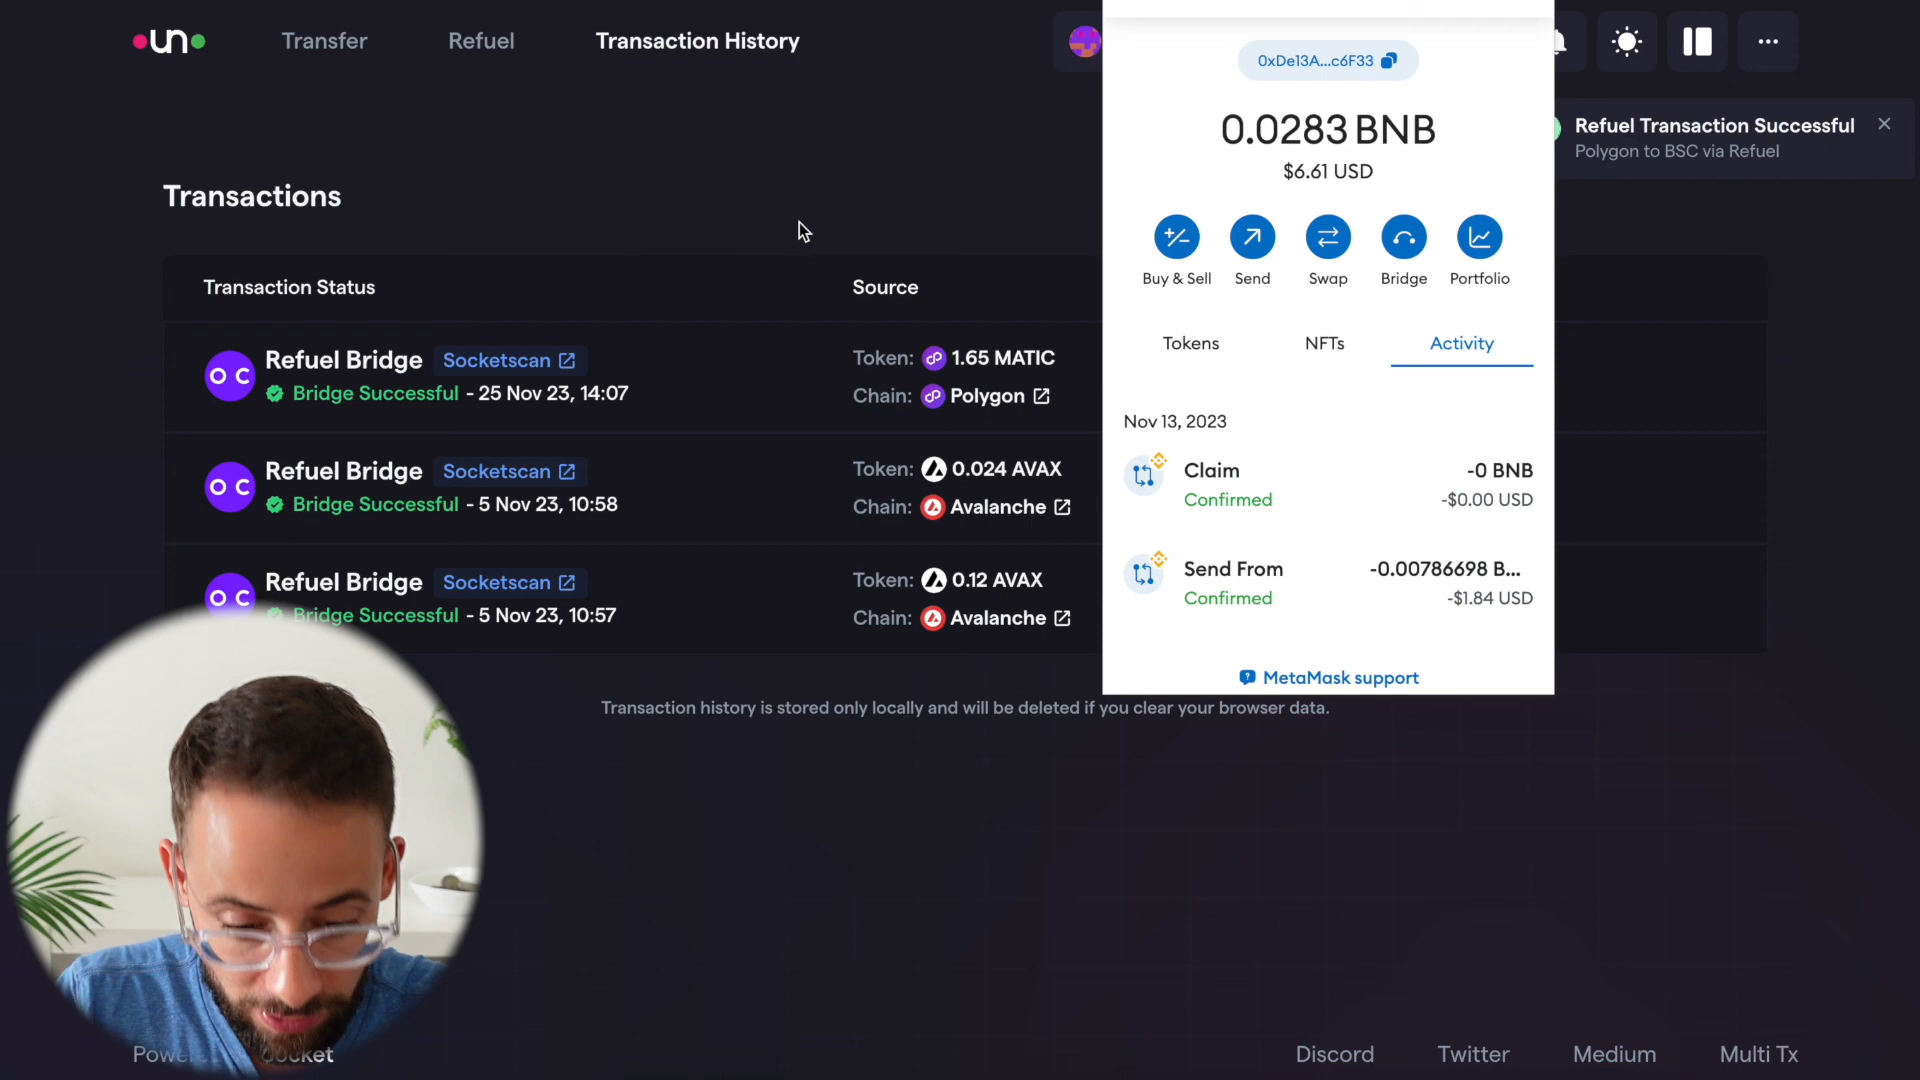 un
Transfer
Refuel
Transaction History
0xDe13A...c6F33
0.0283 BNB
$6.61 USD
Buy & Sell
Send
Swap
Bridge
Portfolio
Tokens
NFTs
Activity
Nov 13, 2023
Claim
-0 BNB
Confirmed
-$0.00 USD
Send From
-0.00786698 B...
Confirmed
-$1.84 USD
MetaMask support
Refuel Transaction Successful
Polygon to BSC via Refuel
Transactions
Transaction Status
Source
Refuel Bridge
Socketscan
Bridge Successful - 25 Nov 23, 14:07
Token: 1.65 MATIC
Chain: Polygon
Refuel Bridge
Socketscan
Bridge Successful - 5 Nov 23, 10:58
Token: 0.024 AVAX
Chain: Avalanche
Refuel Bridge
Socketscan
Bridge Successful - 5 Nov 23, 10:57
Token: 0.12 AVAX
Chain: Avalanche
Transaction history is stored only locally and will be deleted if you clear your browser data.
Discord
Twitter
Medium
Multi Tx